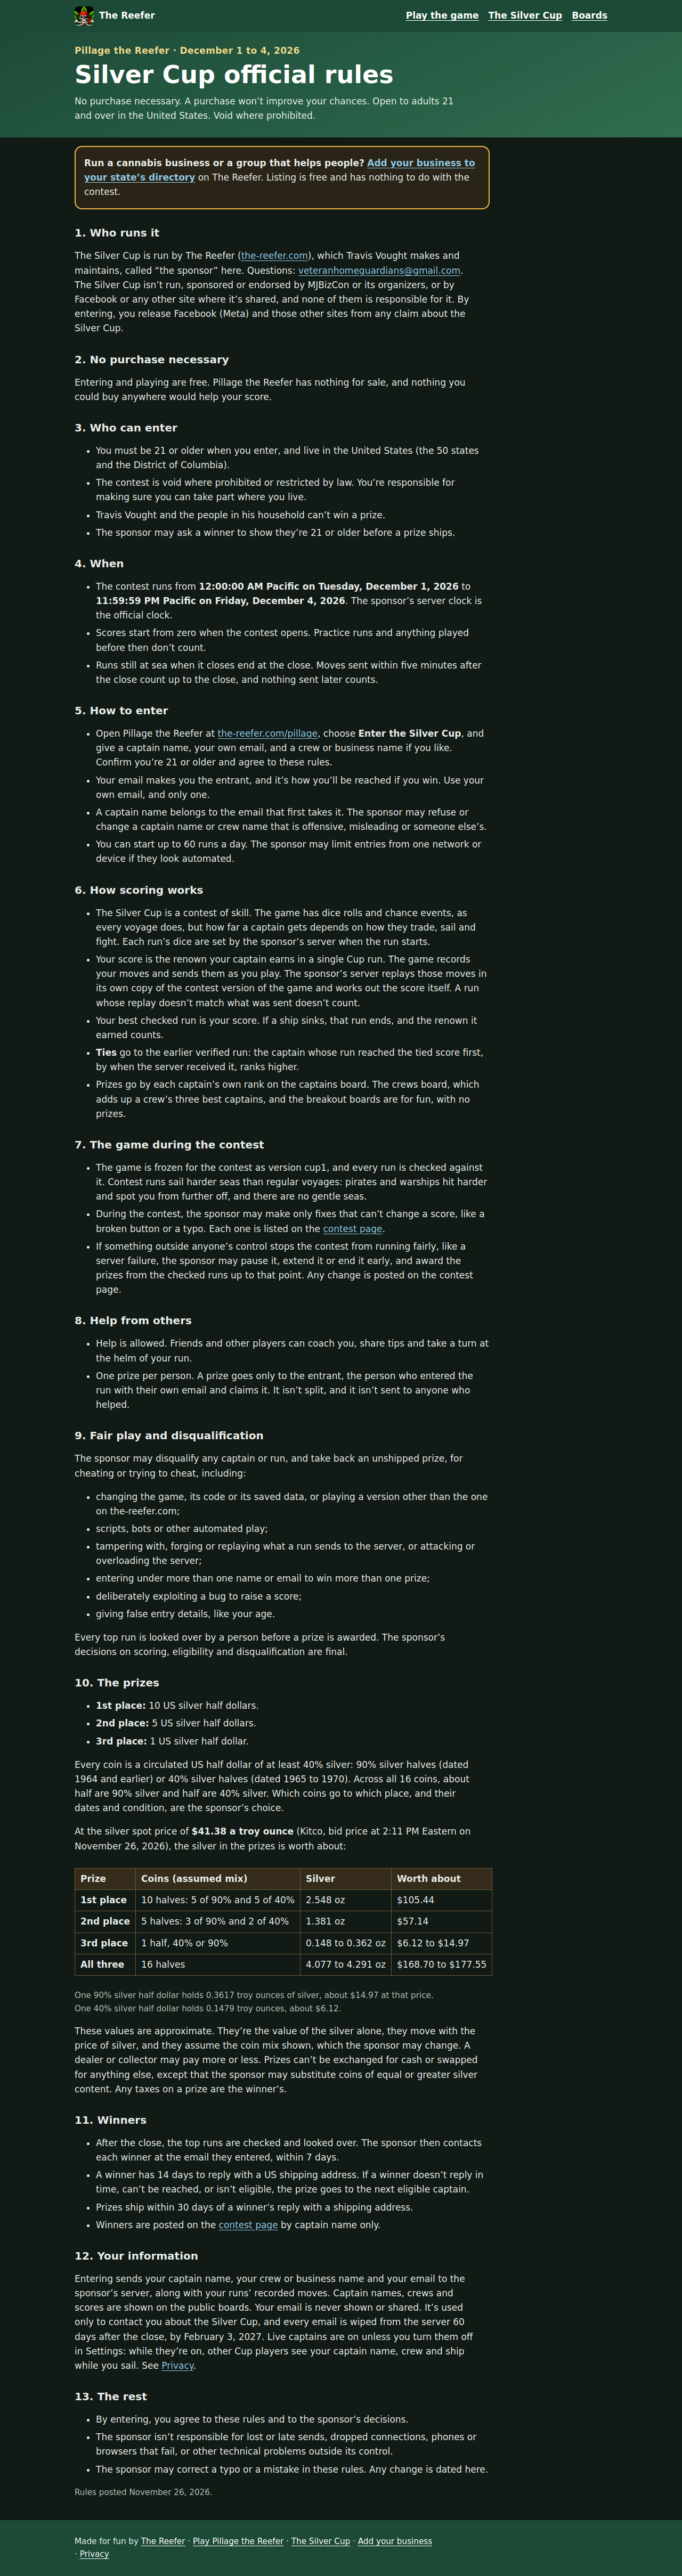 The Reefer
Play the game The Silver Cup Boards
Pillage the Reefer · December 1 to 4, 2026
Silver Cup official rules
No purchase necessary. A purchase won’t improve your chances. Open to adults 21
and over in the United States. Void where prohibited.
Run a cannabis business or a group that helps people? Add your business to
your state’s directory on The Reefer. Listing is free and has nothing to do with the
contest.
1. Who runs it
The Silver Cup is run by The Reefer (the-reefer.com), which Travis Vought makes and
maintains, called “the sponsor” here. Questions: veteranhomeguardians@gmail.com.
The Silver Cup isn’t run, sponsored or endorsed by MJBizCon or its organizers, or by
Facebook or any other site where it’s shared, and none of them is responsible for it. By
entering, you release Facebook (Meta) and those other sites from any claim about the
Silver Cup.
2. No purchase necessary
Entering and playing are free. Pillage the Reefer has nothing for sale, and nothing you
could buy anywhere would help your score.
3. Who can enter
• You must be 21 or older when you enter, and live in the United States (the 50 states
and the District of Columbia).
• The contest is void where prohibited or restricted by law. You’re responsible for
making sure you can take part where you live.
• Travis Vought and the people in his household can’t win a prize.
• The sponsor may ask a winner to show they’re 21 or older before a prize ships.
4. When
• The contest runs from 12:00:00 AM Pacific on Tuesday, December 1, 2026 to
11:59:59 PM Pacific on Friday, December 4, 2026. The sponsor’s server clock is
the official clock.
• Scores start from zero when the contest opens. Practice runs and anything played
before then don’t count.
• Runs still at sea when it closes end at the close. Moves sent within five minutes after
the close count up to the close, and nothing sent later counts.
5. How to enter
• Open Pillage the Reefer at the-reefer.com/pillage, choose Enter the Silver Cup, and
give a captain name, your own email, and a crew or business name if you like.
Confirm you’re 21 or older and agree to these rules.
• Your email makes you the entrant, and it’s how you’ll be reached if you win. Use your
own email, and only one.
• A captain name belongs to the email that first takes it. The sponsor may refuse or
change a captain name or crew name that is offensive, misleading or someone else’s.
• You can start up to 60 runs a day. The sponsor may limit entries from one network or
device if they look automated.
6. How scoring works
• The Silver Cup is a contest of skill. The game has dice rolls and chance events, as
every voyage does, but how far a captain gets depends on how they trade, sail and
fight. Each run’s dice are set by the sponsor’s server when the run starts.
• Your score is the renown your captain earns in a single Cup run. The game records
your moves and sends them as you play. The sponsor’s server replays those moves in
its own copy of the contest version of the game and works out the score itself. A run
whose replay doesn’t match what was sent doesn’t count.
• Your best checked run is your score. If a ship sinks, that run ends, and the renown it
earned counts.
• Ties go to the earlier verified run: the captain whose run reached the tied score first,
by when the server received it, ranks higher.
• Prizes go by each captain’s own rank on the captains board. The crews board, which
adds up a crew’s three best captains, and the breakout boards are for fun, with no
prizes.
7. The game during the contest
• The game is frozen for the contest as version cup1, and every run is checked against
it. Contest runs sail harder seas than regular voyages: pirates and warships hit harder
and spot you from further off, and there are no gentle seas.
• During the contest, the sponsor may make only fixes that can’t change a score, like a
broken button or a typo. Each one is listed on the contest page.
• If something outside anyone’s control stops the contest from running fairly, like a
server failure, the sponsor may pause it, extend it or end it early, and award the
prizes from the checked runs up to that point. Any change is posted on the contest
page.
8. Help from others
• Help is allowed. Friends and other players can coach you, share tips and take a turn at
the helm of your run.
• One prize per person. A prize goes only to the entrant, the person who entered the
run with their own email and claims it. It isn’t split, and it isn’t sent to anyone who
helped.
9. Fair play and disqualification
The sponsor may disqualify any captain or run, and take back an unshipped prize, for
cheating or trying to cheat, including:
• changing the game, its code or its saved data, or playing a version other than the one
on the-reefer.com;
• scripts, bots or other automated play;
• tampering with, forging or replaying what a run sends to the server, or attacking or
overloading the server;
• entering under more than one name or email to win more than one prize;
• deliberately exploiting a bug to raise a score;
• giving false entry details, like your age.
Every top run is looked over by a person before a prize is awarded. The sponsor’s
decisions on scoring, eligibility and disqualification are final.
10. The prizes
• 1st place: 10 US silver half dollars.
• 2nd place: 5 US silver half dollars.
• 3rd place: 1 US silver half dollar.
Every coin is a circulated US half dollar of at least 40% silver: 90% silver halves (dated
1964 and earlier) or 40% silver halves (dated 1965 to 1970). Across all 16 coins, about
half are 90% silver and half are 40% silver. Which coins go to which place, and their
dates and condition, are the sponsor’s choice.
At the silver spot price of $41.38 a troy ounce (Kitco, bid price at 2:11 PM Eastern on
November 26, 2026), the silver in the prizes is worth about:
Prize Coins (assumed mix) Silver Worth about
1st place 10 halves: 5 of 90% and 5 of 40% 2.548 oz $105.44
2nd place 5 halves: 3 of 90% and 2 of 40% 1.381 oz $57.14
3rd place 1 half, 40% or 90% 0.148 to 0.362 oz $6.12 to $14.97
All three 16 halves 4.077 to 4.291 oz $168.70 to $177.55
One 90% silver half dollar holds 0.3617 troy ounces of silver, about $14.97 at that price.
One 40% silver half dollar holds 0.1479 troy ounces, about $6.12.
These values are approximate. They’re the value of the silver alone, they move with the
price of silver, and they assume the coin mix shown, which the sponsor may change. A
dealer or collector may pay more or less. Prizes can’t be exchanged for cash or swapped
for anything else, except that the sponsor may substitute coins of equal or greater silver
content. Any taxes on a prize are the winner’s.
11. Winners
• After the close, the top runs are checked and looked over. The sponsor then contacts
each winner at the email they entered, within 7 days.
• A winner has 14 days to reply with a US shipping address. If a winner doesn’t reply in
time, can’t be reached, or isn’t eligible, the prize goes to the next eligible captain.
• Prizes ship within 30 days of a winner’s reply with a shipping address.
• Winners are posted on the contest page by captain name only.
12. Your information
Entering sends your captain name, your crew or business name and your email to the
sponsor’s server, along with your runs’ recorded moves. Captain names, crews and
scores are shown on the public boards. Your email is never shown or shared. It’s used
only to contact you about the Silver Cup, and every email is wiped from the server 60
days after the close, by February 3, 2027. Live captains are on unless you turn them off
in Settings: while they’re on, other Cup players see your captain name, crew and ship
while you sail. See Privacy.
13. The rest
• By entering, you agree to these rules and to the sponsor’s decisions.
• The sponsor isn’t responsible for lost or late sends, dropped connections, phones or
browsers that fail, or other technical problems outside its control.
• The sponsor may correct a typo or a mistake in these rules. Any change is dated here.
Rules posted November 26, 2026.
Made for fun by The Reefer · Play Pillage the Reefer · The Silver Cup · Add your business
· Privacy